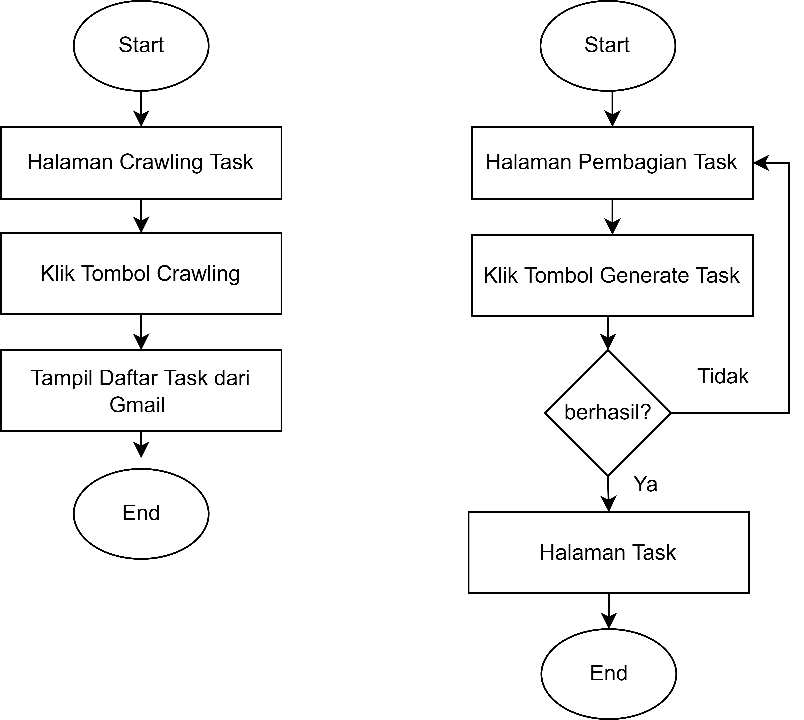 Start
Halaman Crawling Task
Klik Tombol Crawling
Tampil Daftar Task dari
Gmail
End
Start
Halaman Pembagian Task
Klik Tombol Generate Task
berhasil?
Tidak
Ya
Halaman Task
End